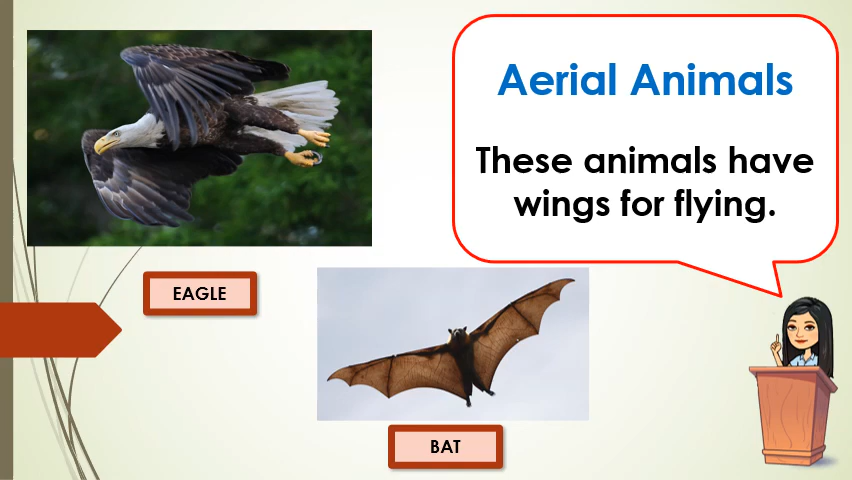 Aerial Animals
These animals have
wings for flying.
EAGLE
BAT